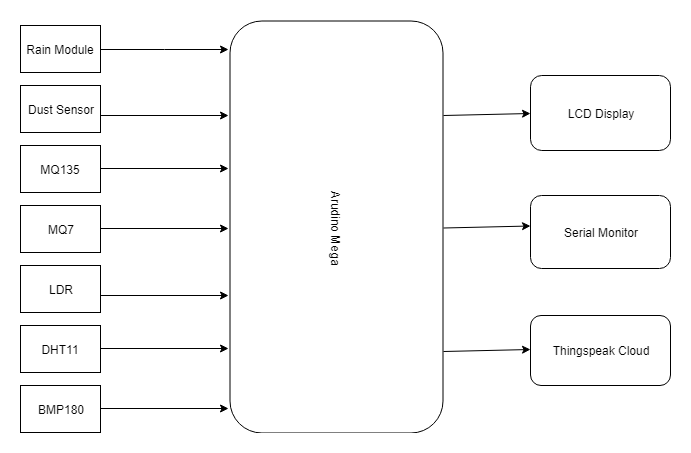 Rain Module
Dust Sensor
MQ135
MQ7
LDR
DHT11
BMP180
Arudino Mega
LCD Display
Serial Monitor
Thingspeak Cloud